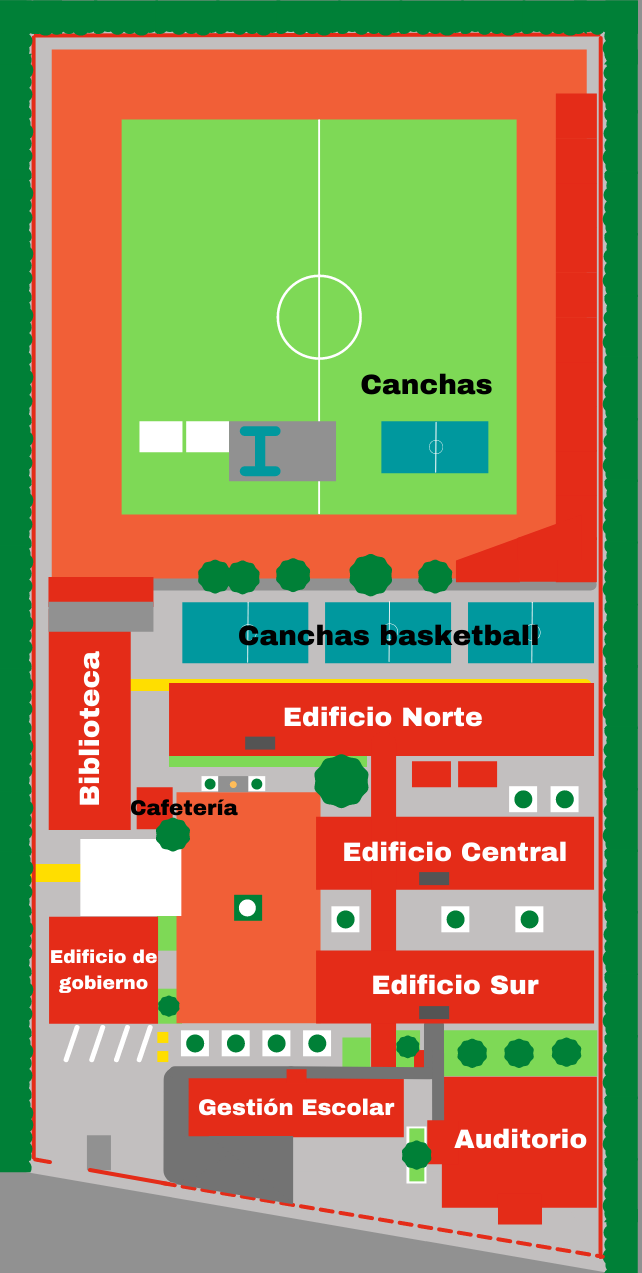 Canchas
Canchas basketball
Biblioteca
Edificio Norte
Cafetería
Edificio Central
Edificio de
gobierno
Edificio Sur
Gestión Escolar
Auditorio